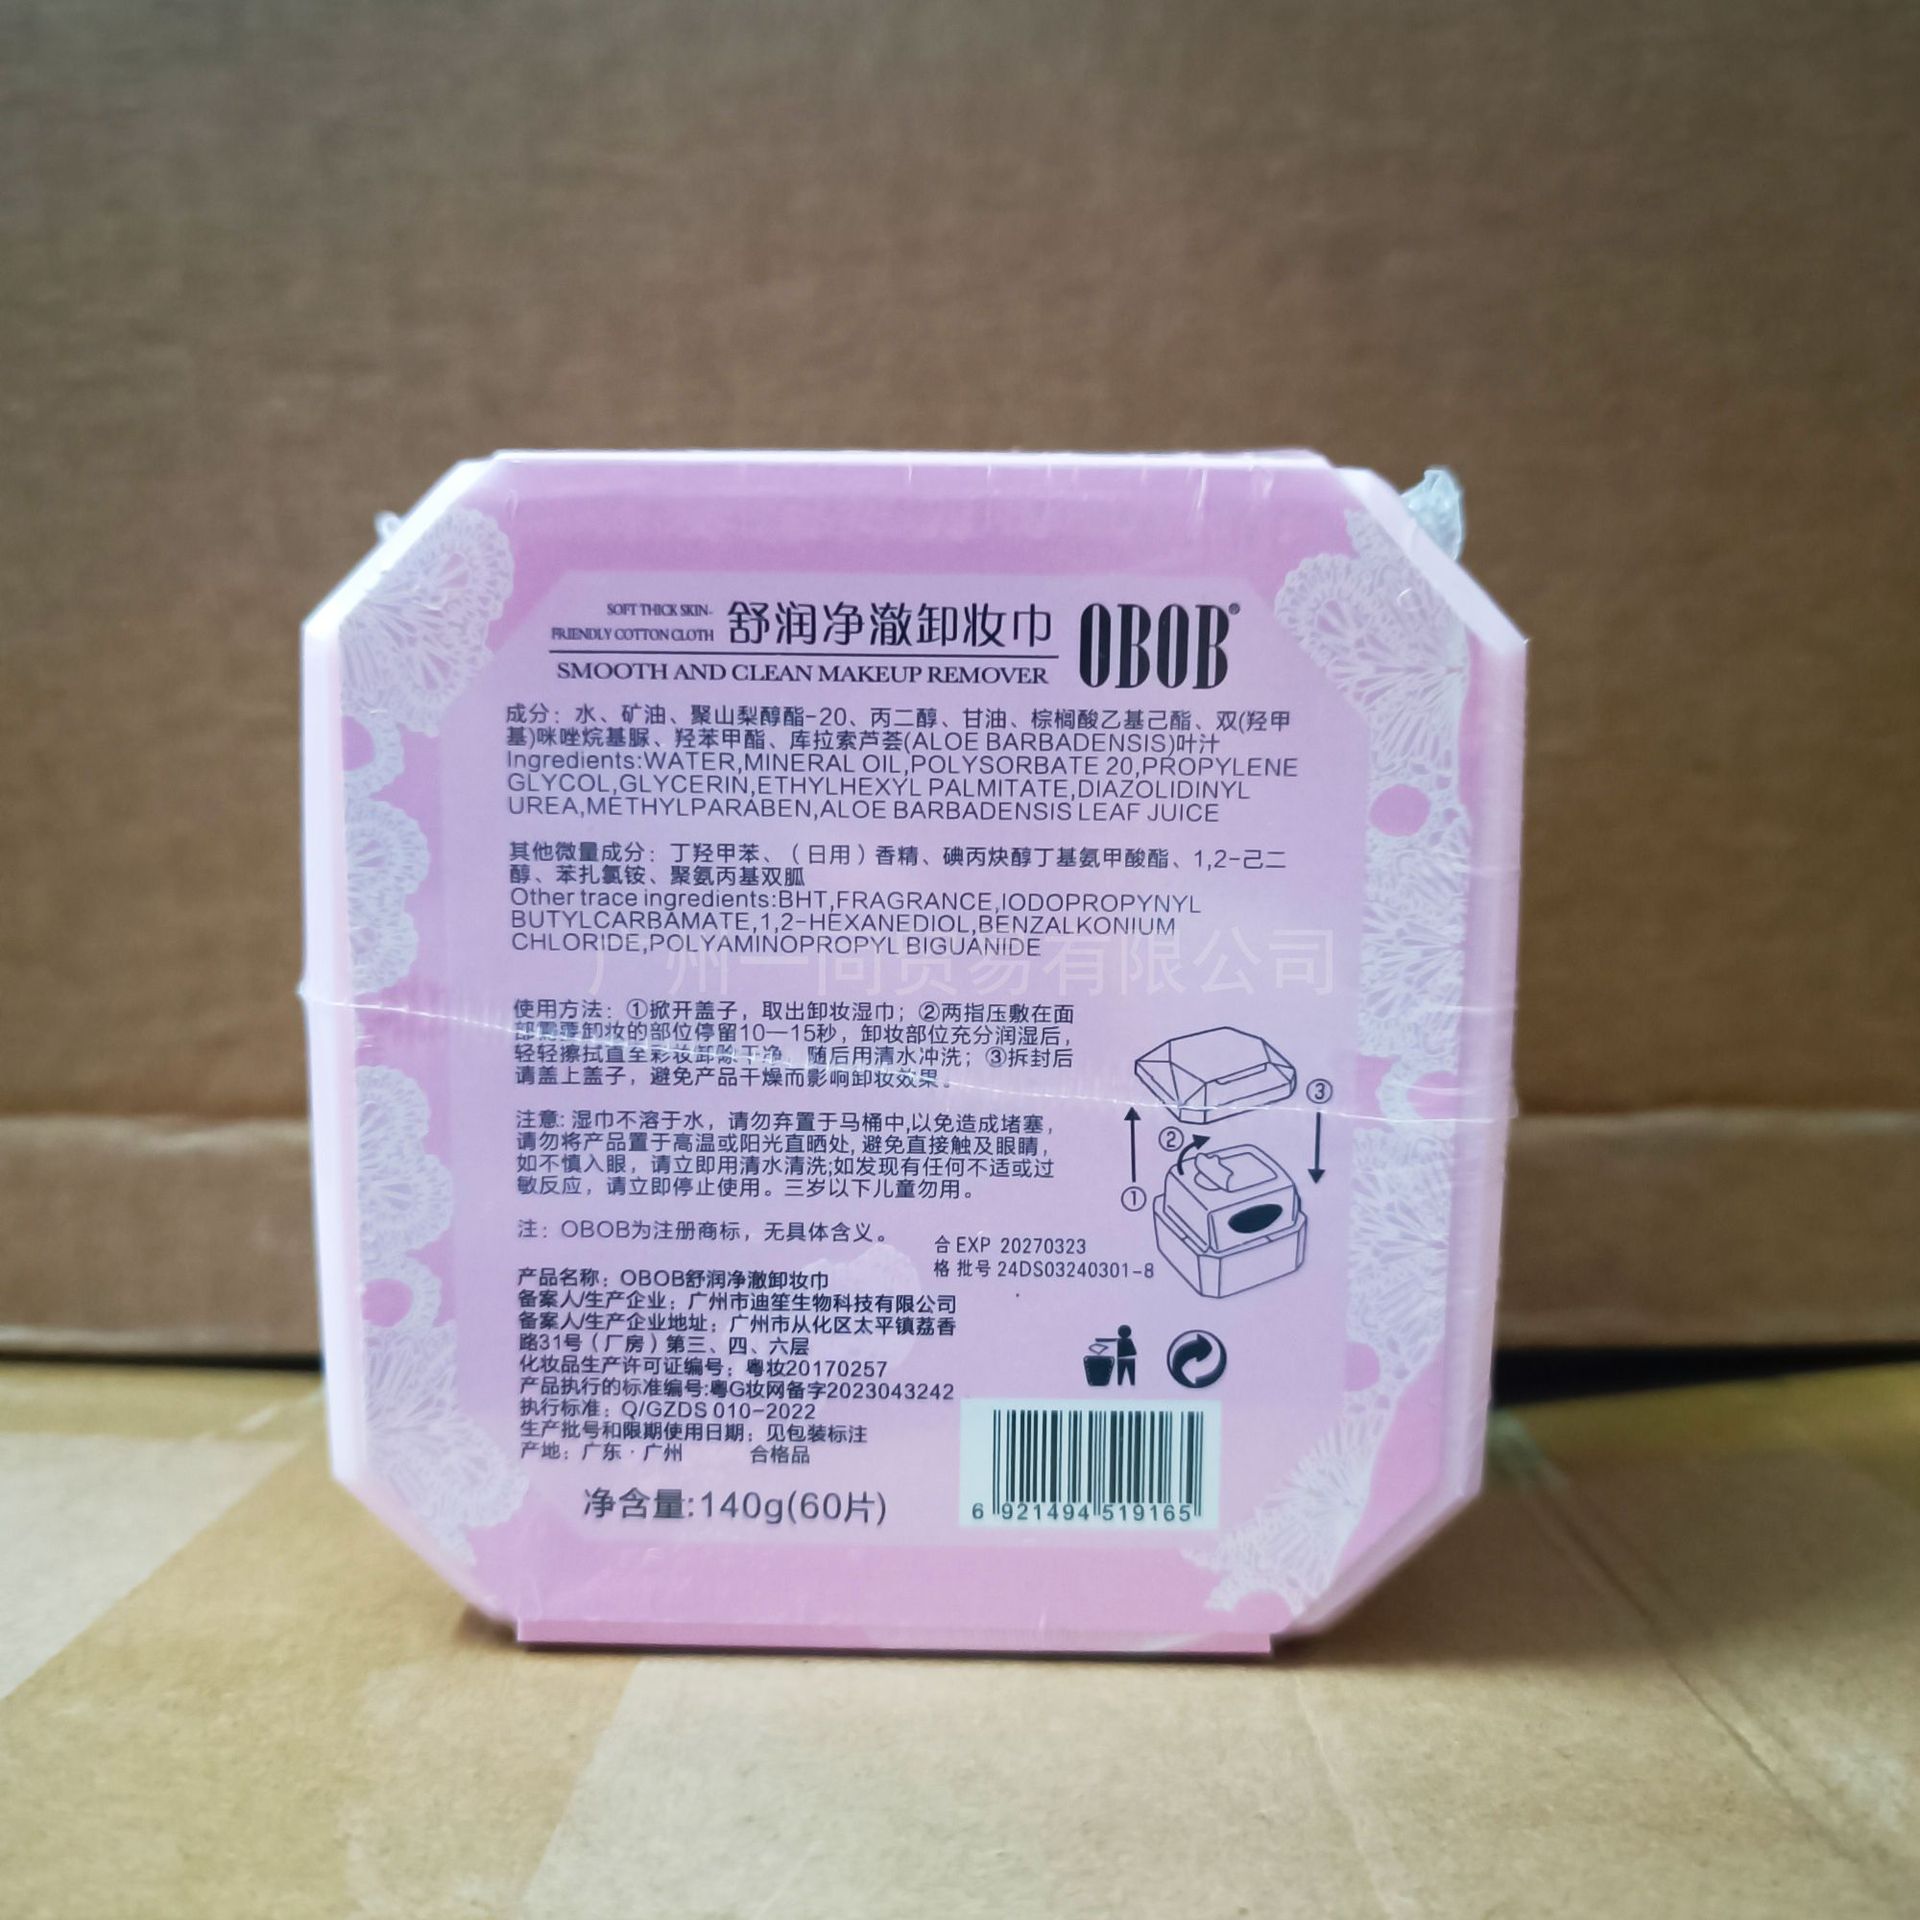 SOFT THICK SKIN-
FRIENDLY COTTON CLOTH
舒润净澈卸妆巾
OBOB®
SMOOTH AND CLEAN MAKEUP REMOVER
成分：水、矿油、聚山梨醇酯-20、丙二醇、甘油、棕榈酸乙基己酯、双(羟甲
基)咪唑烷基脲、羟苯甲酯、库拉索芦荟(ALOE BARBADENSIS)叶汁
Ingredients:WATER,MINERAL OIL,POLYSORBATE 20,PROPYLENE
GLYCOL,GLYCERIN,ETHYLHEXYL PALMITATE,DIAZOLIDINYL
UREA,METHYLPARABEN,ALOE BARBADENSIS LEAF JUICE
其他微量成分：丁羟甲苯、（日用）香精、碘丙炔醇丁基氨甲酸酯、1,2-己二
醇、苯扎氯铵、聚氨丙基双胍
Other trace ingredients:BHT,FRAGRANCE,IODOPROPYNYL
BUTYLCARBAMATE,1,2-HEXANEDIOL,BENZALKONIUM
CHLORIDE,POLYAMINOPROPYL BIGUANIDE
广州一向贸易有限公司
使用方法：①掀开盖子，取出卸妆湿巾；②两指压敷在面
部需要卸妆的部位停留10—15秒，卸妆部位充分润湿后，
轻轻擦拭直至彩妆卸除干净，随后用清水冲洗；③拆封后
请盖上盖子，避免产品干燥而影响卸妆效果。
注意: 湿巾不溶于水，请勿弃置于马桶中,以免造成堵塞，
请勿将产品置于高温或阳光直晒处, 避免直接触及眼睛，
如不慎入眼，请立即用清水清洗;如发现有任何不适或过
敏反应，请立即停止使用。三岁以下儿童勿用。
①
②
③
注：OBOB为注册商标，无具体含义。
合 EXP 20270323
格 批号 24DS03240301-8
产品名称：OBOB舒润净澈卸妆巾
备案人/生产企业：广州市迪笙生物科技有限公司
备案人/生产企业地址：广州市从化区太平镇荔香
路31号（厂房）第三、四、六层
化妆品生产许可证编号：粤妆20170257
产品执行的标准编号:粤G妆网备字2023043242
执行标准：Q/GZDS 010-2022
生产批号和限期使用日期：见包装标注
产地：广东·广州 合格品
净含量:140g(60片)
6 921494 519165